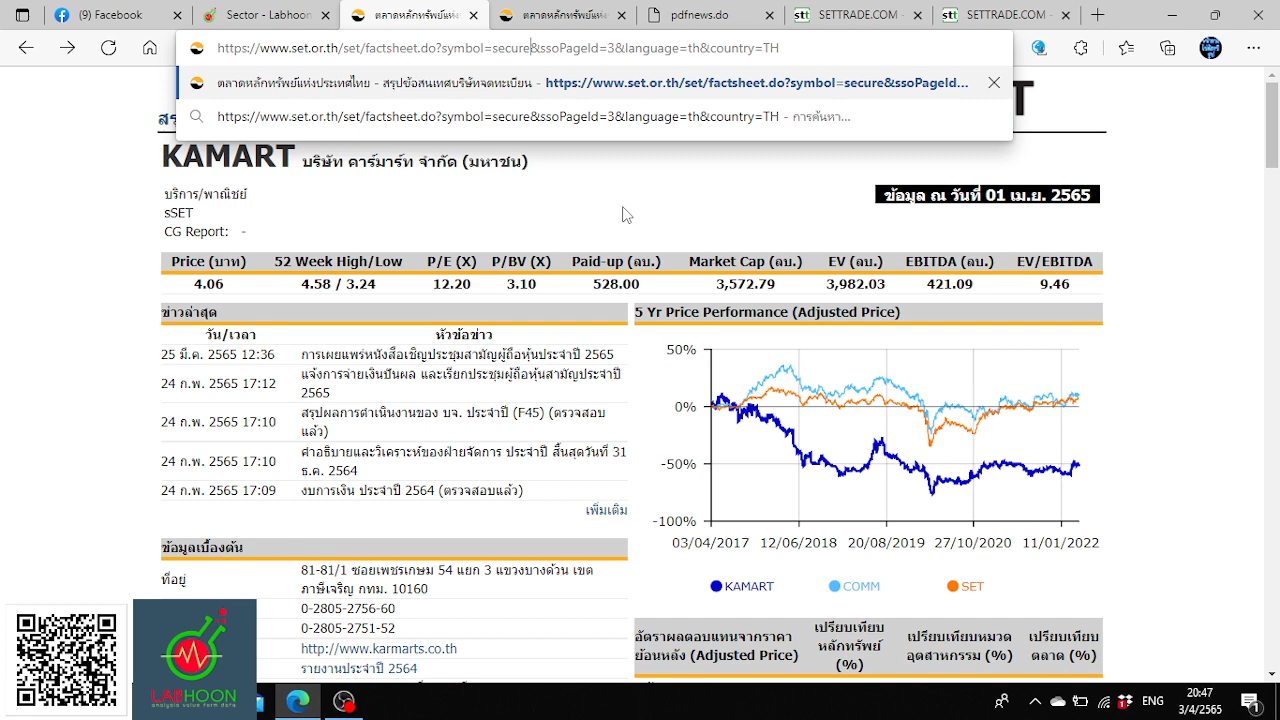 (9) Facebook
Sector - Labhoon
ตลาดหลักทรัพย์แห่ง
ตลาดหลักทรัพย์แห่ง
pdfnews.do
stt SETTRADE.COM
stt SETTRADE.COM
https://www.set.or.th/set/factsheet.do?symbol=secure&ssoPageId=3&language=th&country=TH
ตลาดหลักทรัพย์แห่งประเทศไทย - สรุปข้อสนเทศบริษัทจดทะเบียน - https://www.set.or.th/set/factsheet.do?symbol=secure&ssoPageId...
https://www.set.or.th/set/factsheet.do?symbol=secure&ssoPageId=3&language=th&country=TH - การค้นหา...
KAMART บริษัท คาร์มาร์ท จำกัด (มหาชน)
บริการ/พาณิชย์
sSET
CG Report: -
ข้อมูล ณ วันที่ 01 เม.ย. 2565
Price (บาท) 52 Week High/Low P/E (X) P/BV (X) Paid-up (ลบ.) Market Cap (ลบ.) EV (ลบ.) EBITDA (ลบ.) EV/EBITDA
4.06 4.58 / 3.24 12.20 3.10 528.00 3,572.79 3,982.03 421.09 9.46
ข่าวล่าสุด
วัน/เวลา หัวข้อข่าว
25 มี.ค. 2565 12:36 การเผยแพร่หนังสือเชิญประชุมสามัญผู้ถือหุ้นประจำปี 2565
24 ก.พ. 2565 17:12 แจ้งการจ่ายเงินปันผล และเรียกประชุมผู้ถือหุ้นสามัญประจำปี
2565
24 ก.พ. 2565 17:10 สรุปผลการดำเนินงานของ บจ. ประจำปี (F45) (ตรวจสอบ
แล้ว)
24 ก.พ. 2565 17:10 คำอธิบายและวิเคราะห์ของฝ่ายจัดการ ประจำปี สิ้นสุดวันที่ 31
ธ.ค. 2564
24 ก.พ. 2565 17:09 งบการเงิน ประจำปี 2564 (ตรวจสอบแล้ว)
เพิ่มเติม
5 Yr Price Performance (Adjusted Price)
50%
0%
-50%
-100%
03/04/2017 12/06/2018 20/08/2019 27/10/2020 11/01/2022
KAMART COMM SET
ข้อมูลเบื้องต้น
ที่อยู่ 81-81/1 ซอยเพชรเกษม 54 แยก 3 แขวงบางด้วน เขต
ภาษีเจริญ กทม. 10160
0-2805-2756-60
0-2805-2751-52
http://www.karmarts.co.th
รายงานประจำปี 2564
อัตราผลตอบแทนจากราคา
ย้อนหลัง (Adjusted Price)
เปรียบเทียบ
หลักทรัพย์
(%)
เปรียบเทียบหมวด
อุตสาหกรรม (%)
เปรียบเทียบ
ตลาด (%)
LABHOON
analysis value form data
ENG
20:47
3/4/2565
1